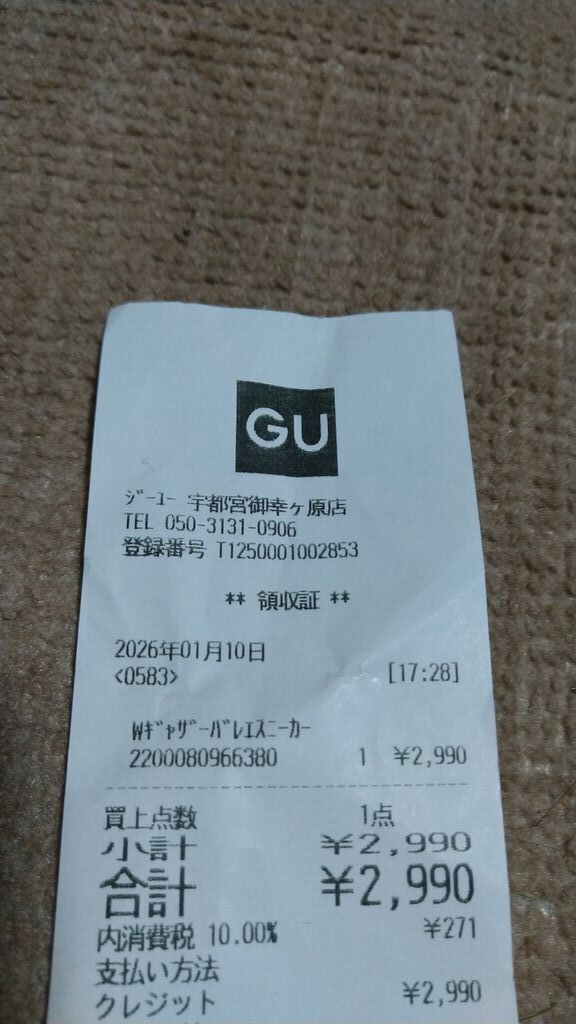 GU
ジーユー 宇都宮御幸ヶ原店
TEL 050-3131-0906
登録番号 T1250001002853
** 領収証 **
2026年01月10日
<0583> [17:28]
Wギャザーバレエスニーカー
2200080966380 1 ¥2,990
買上点数 1点
小計 ¥2,990
合計 ¥2,990
内消費税 10.00% ¥271
支払い方法
クレジット ¥2,990